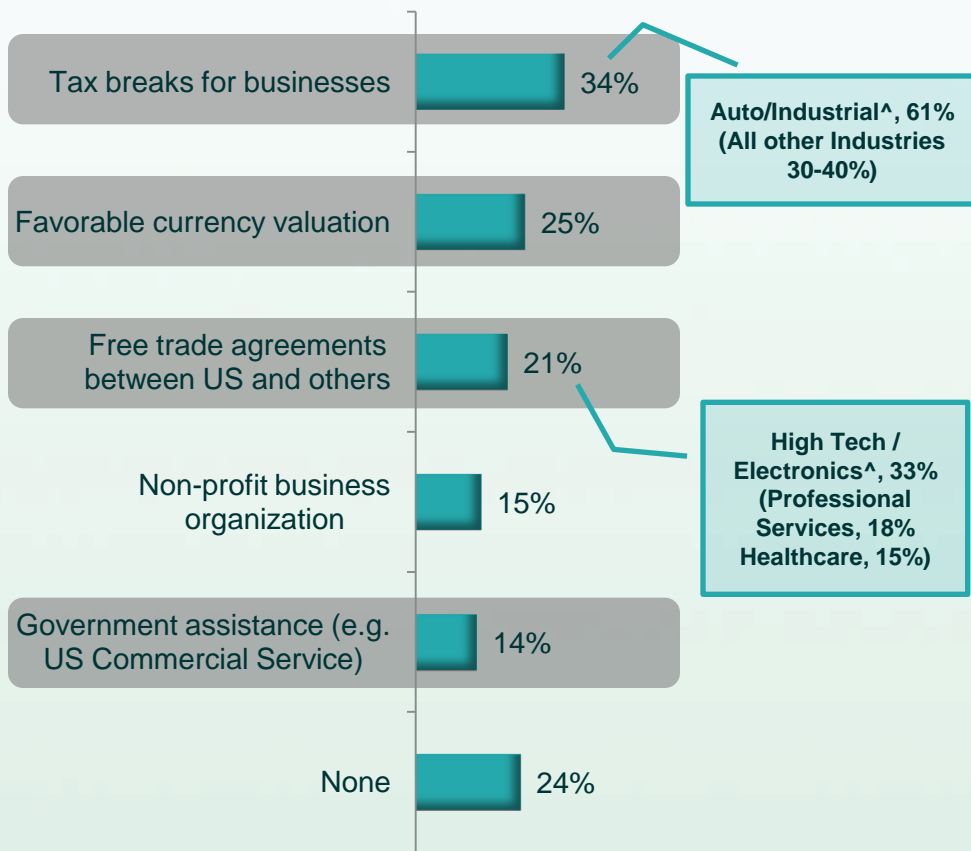 Tax breaks for businesses
34%
Auto/Industrial^, 61%
(All other Industries
30-40%)
Favorable currency valuation
25%
Free trade agreements
between US and others
21%
High Tech /
Electronics^, 33%
(Professional
Services, 18%
Healthcare, 15%)
Non-profit business
organization
15%
Government assistance (e.g.
US Commercial Service)
14%
None
24%